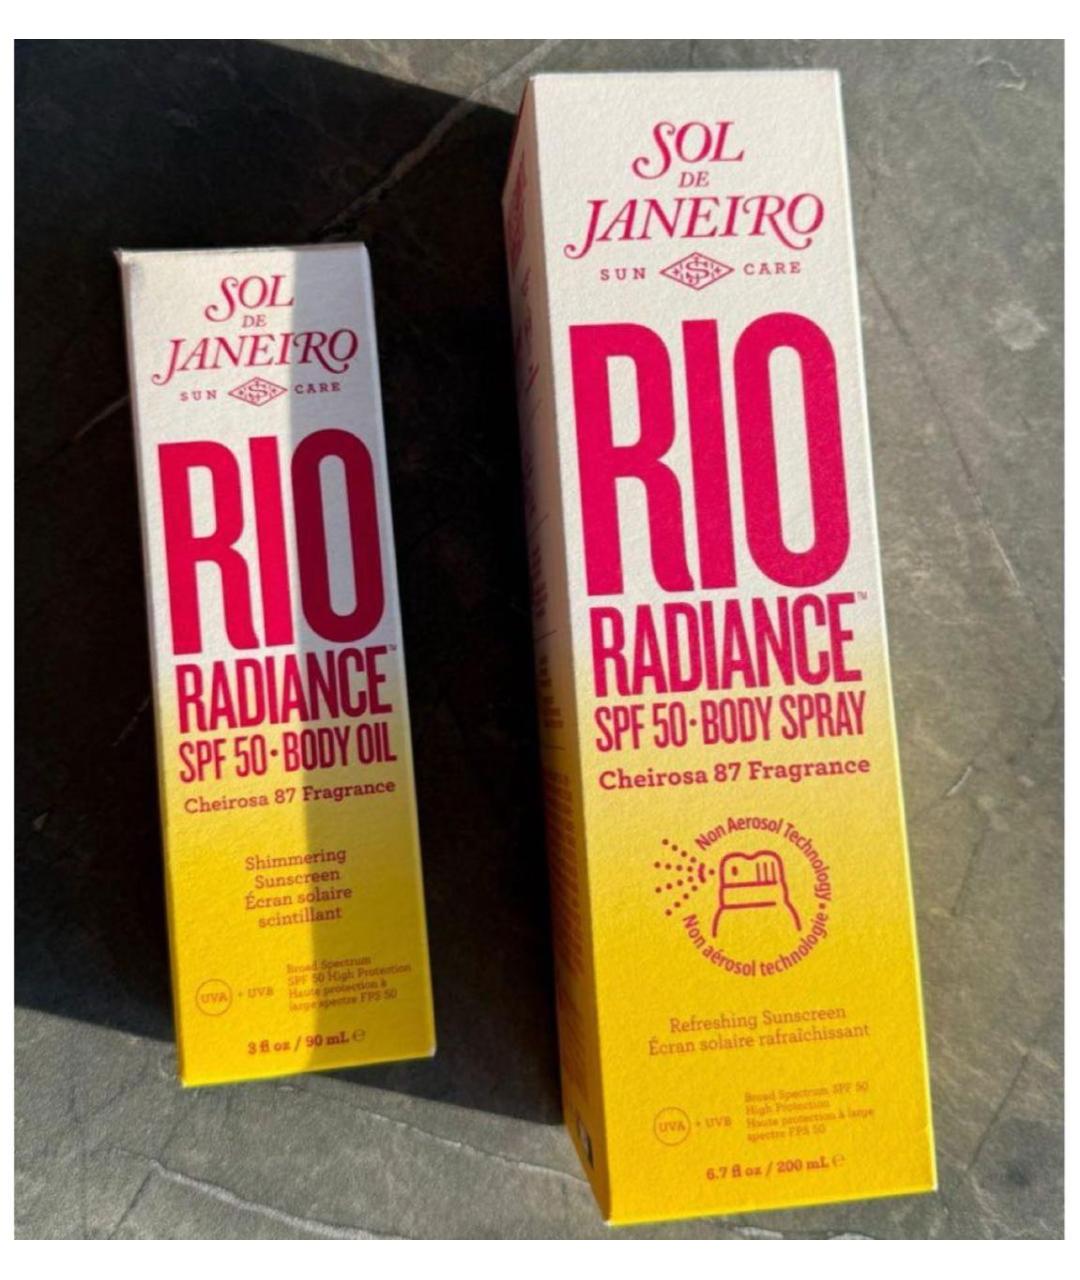 SOL
DE
JANEIRO
SUN CARE
RIO
RADIANCE™
SPF 50·BODY OIL
Cheirosa 87 Fragrance
Shimmering
Sunscreen
Écran solaire
scintillant
UVA + UVB
Broad Spectrum
SPF 50 High Protection
Haute protection à
large spectre FPS 50
3 fl oz / 90 mL ℮
SOL
DE
JANEIRO
SUN CARE
RIO
RADIANCE™
SPF 50·BODY SPRAY
Cheirosa 87 Fragrance
Non Aerosol Technology • Non aérosol technologie
Refreshing Sunscreen
Écran solaire rafraîchissant
UVA + UVB
Broad Spectrum SPF 50
High Protection
Haute protection à large
spectre FPS 50
6.7 fl oz / 200 mL ℮